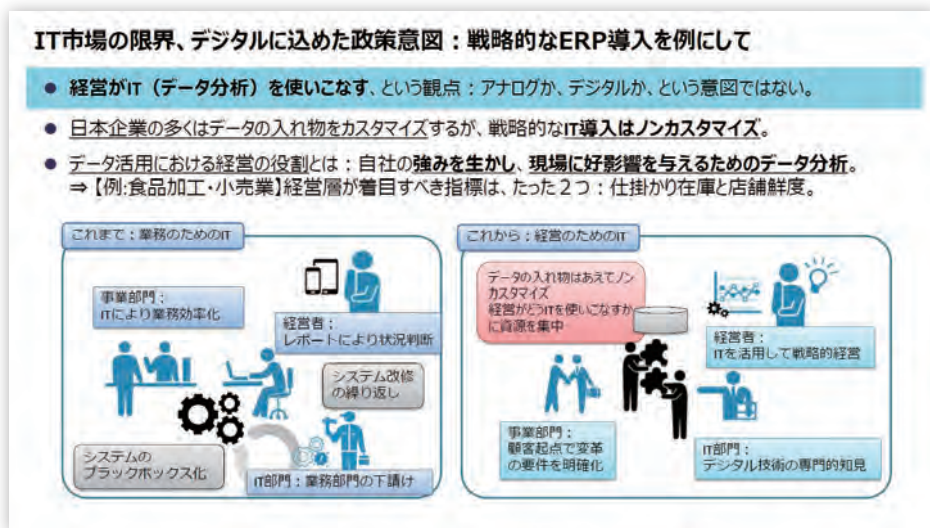 IT市場の限界、デジタルに込めた政策意図：戦略的なERP導入を例にして
● 経営がIT（データ分析）を使いこなす、という観点：アナログか、デジタルか、という意図ではない。
● 日本企業の多くはデータの入れ物をカスタマイズするが、戦略的なIT導入はノンカスタマイズ。
● データ活用における経営の役割とは：自社の強みを生かし、現場に好影響を与えるためのデータ分析。
⇒【例:食品加工・小売業】経営層が着目すべき指標は、たった２つ：仕掛かり在庫と店舗鮮度。
これまで：業務のためのIT
事業部門：
ITにより業務効率化
経営者：
レポートにより状況判断
システム改修
の繰り返し
システムの
ブラックボックス化
IT部門：業務部門の下請け
これから：経営のためのIT
データの入れ物はあえてノン
カスタマイズ
経営がどうITを使いこなすか
に資源を集中
経営者：
ITを活用して戦略的経営
事業部門：
顧客起点で変革
の要件を明確化
IT部門：
デジタル技術の専門的知見